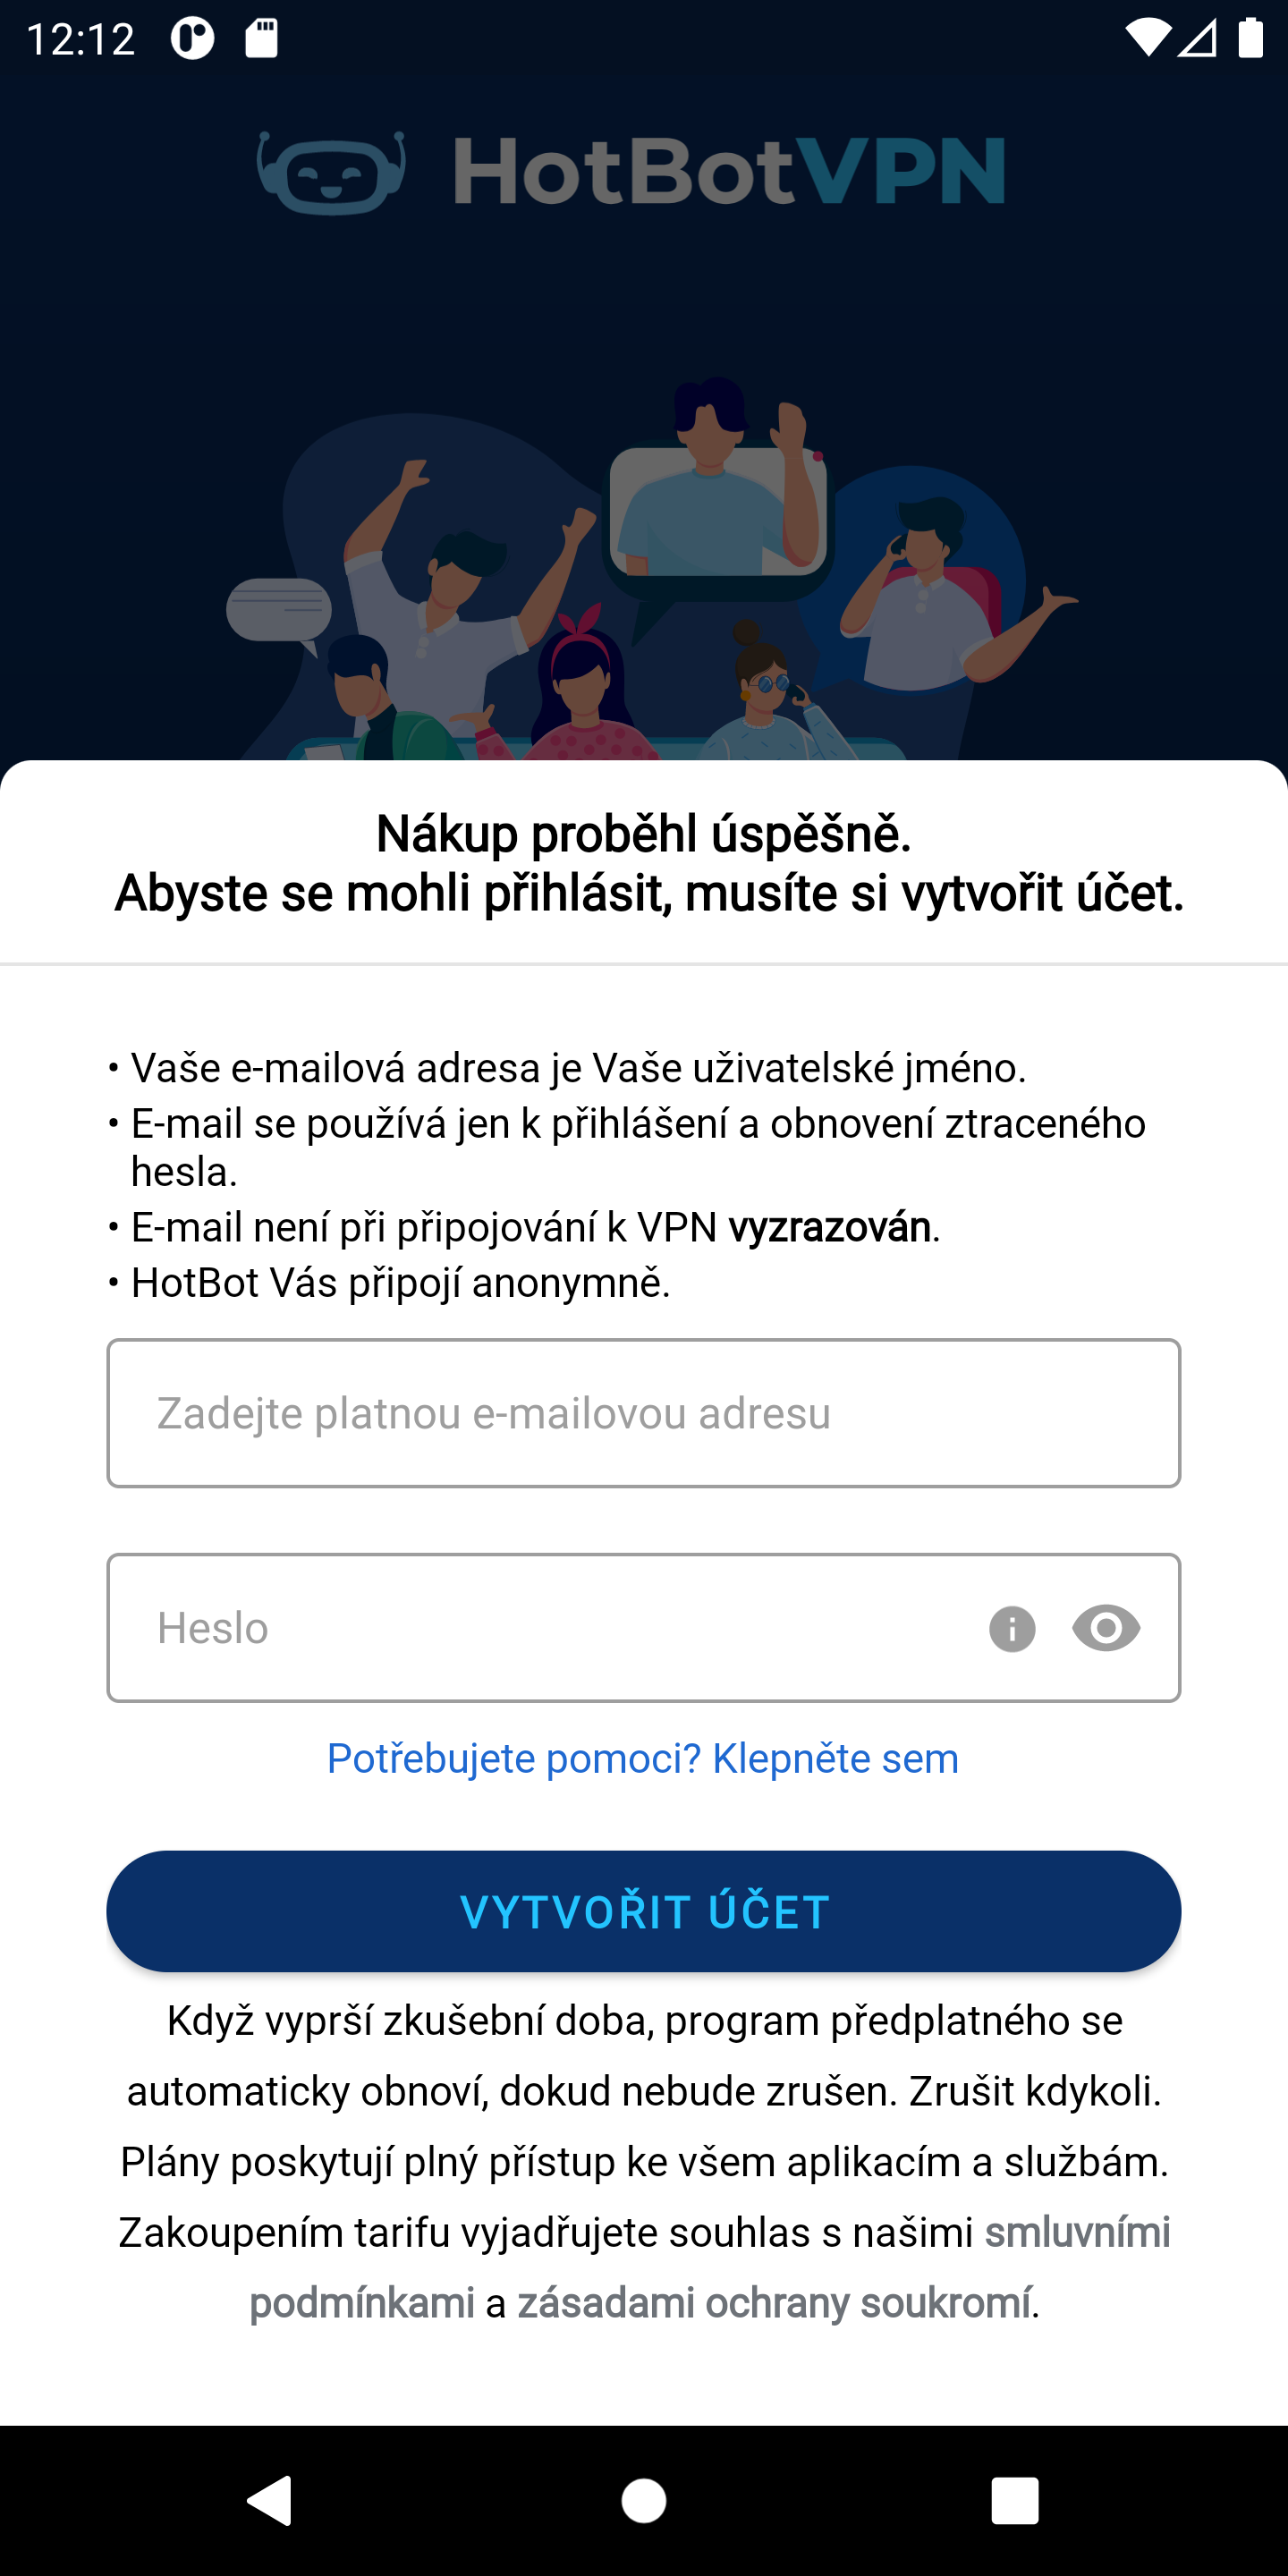 12:12
HotBotVPN
Nákup proběhl úspěšně.
Abyste se mohli přihlásit, musíte si vytvořit účet.
• Vaše e-mailová adresa je Vaše uživatelské jméno.
• E-mail se používá jen k přihlášení a obnovení ztraceného
hesla.
• E-mail není při připojování k VPN vyzrazován.
• HotBot Vás připojí anonymně.
Zadejte platnou e-mailovou adresu
Heslo
Potřebujete pomoci? Klepněte sem
VYTVOŘIT ÚČET
Když vyprší zkušební doba, program předplatného se
automaticky obnoví, dokud nebude zrušen. Zrušit kdykoli.
Plány poskytují plný přístup ke všem aplikacím a službám.
Zakoupením tarifu vyjadřujete souhlas s našimi smluvními
podmínkami a zásadami ochrany soukromí.